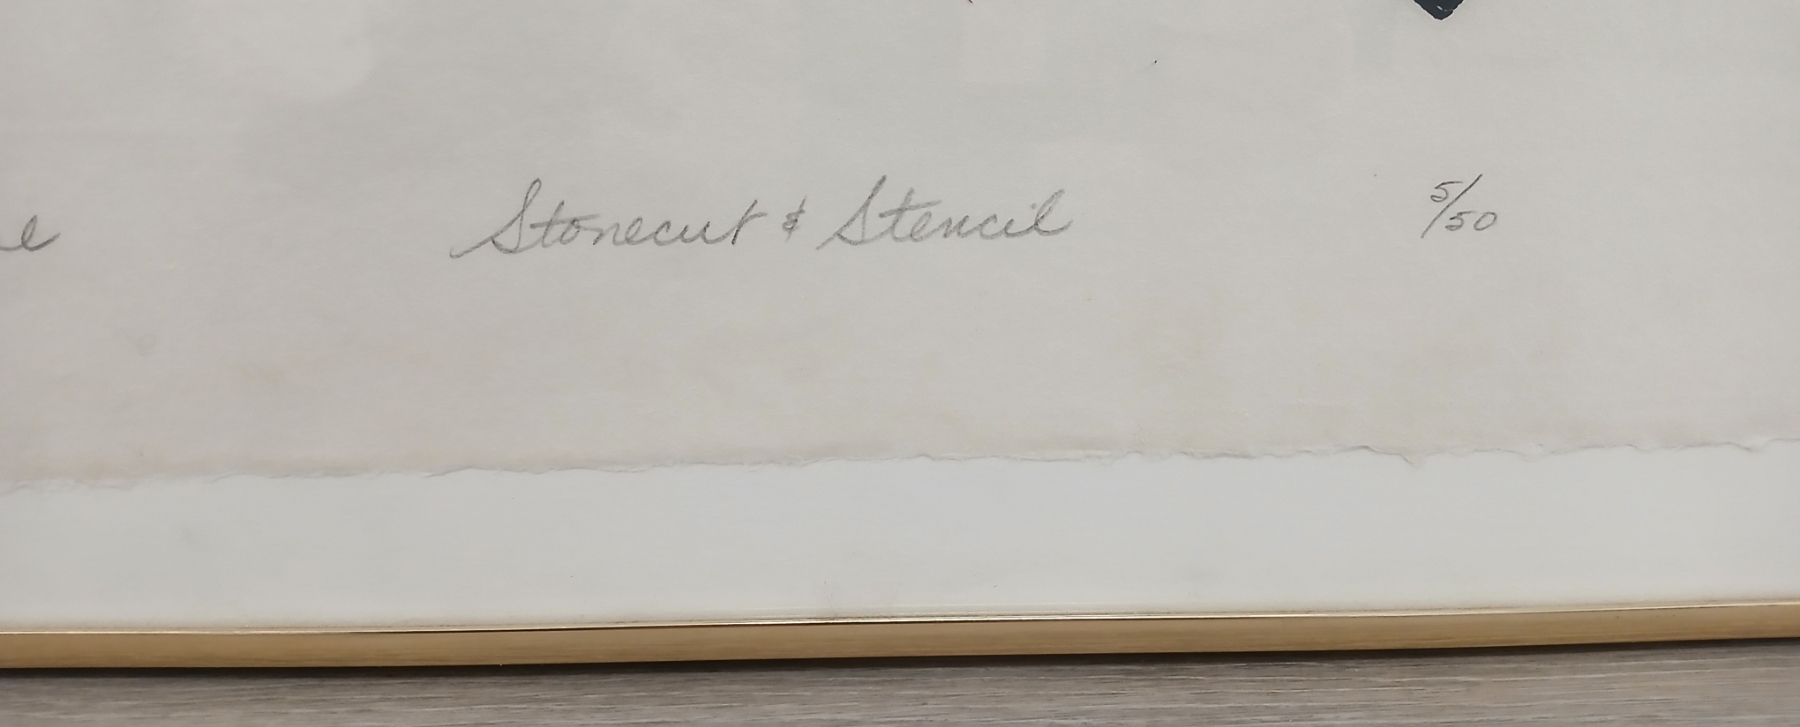 Stonecut & Stencil 5/50